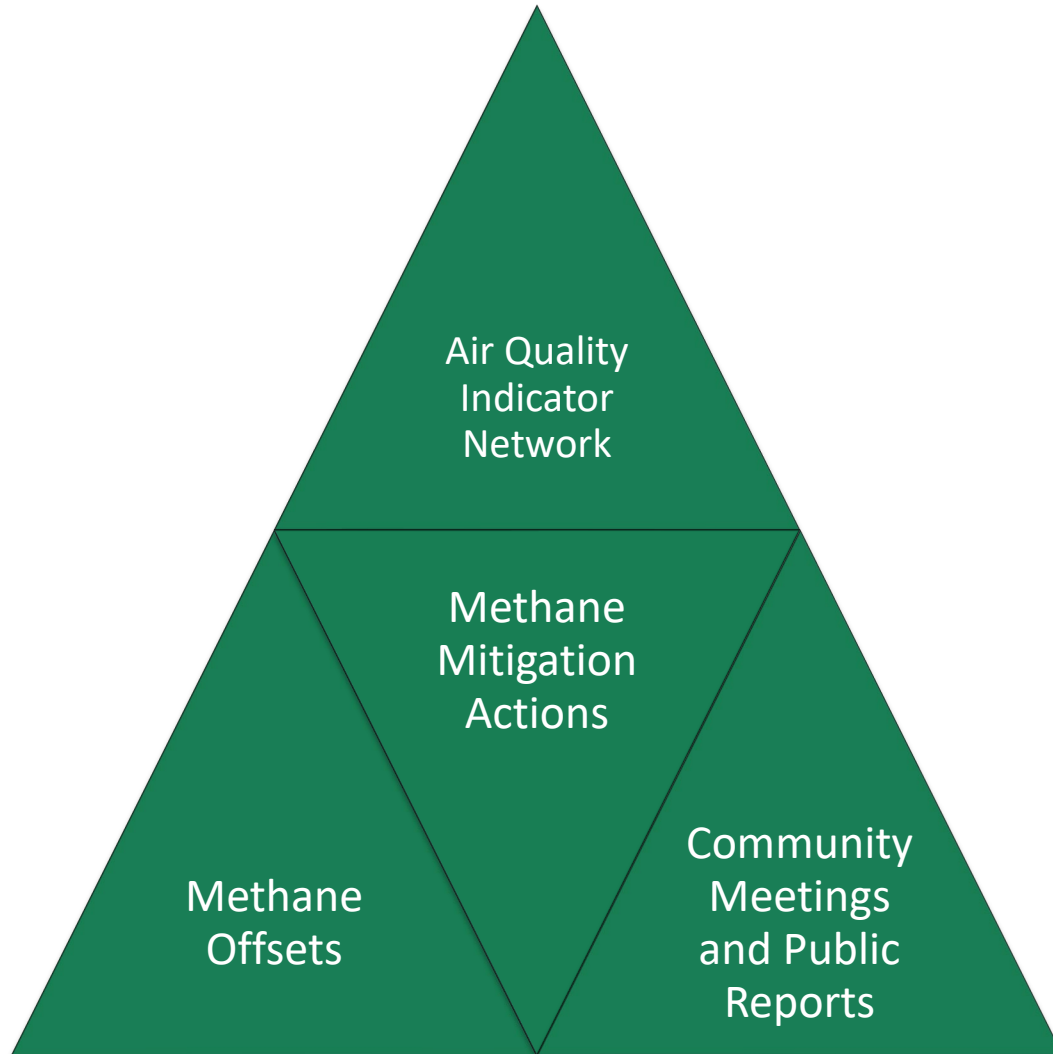 Air Quality
Indicator
Network
Methane
Mitigation
Actions
Methane
Offsets
Community
Meetings
and Public
Reports